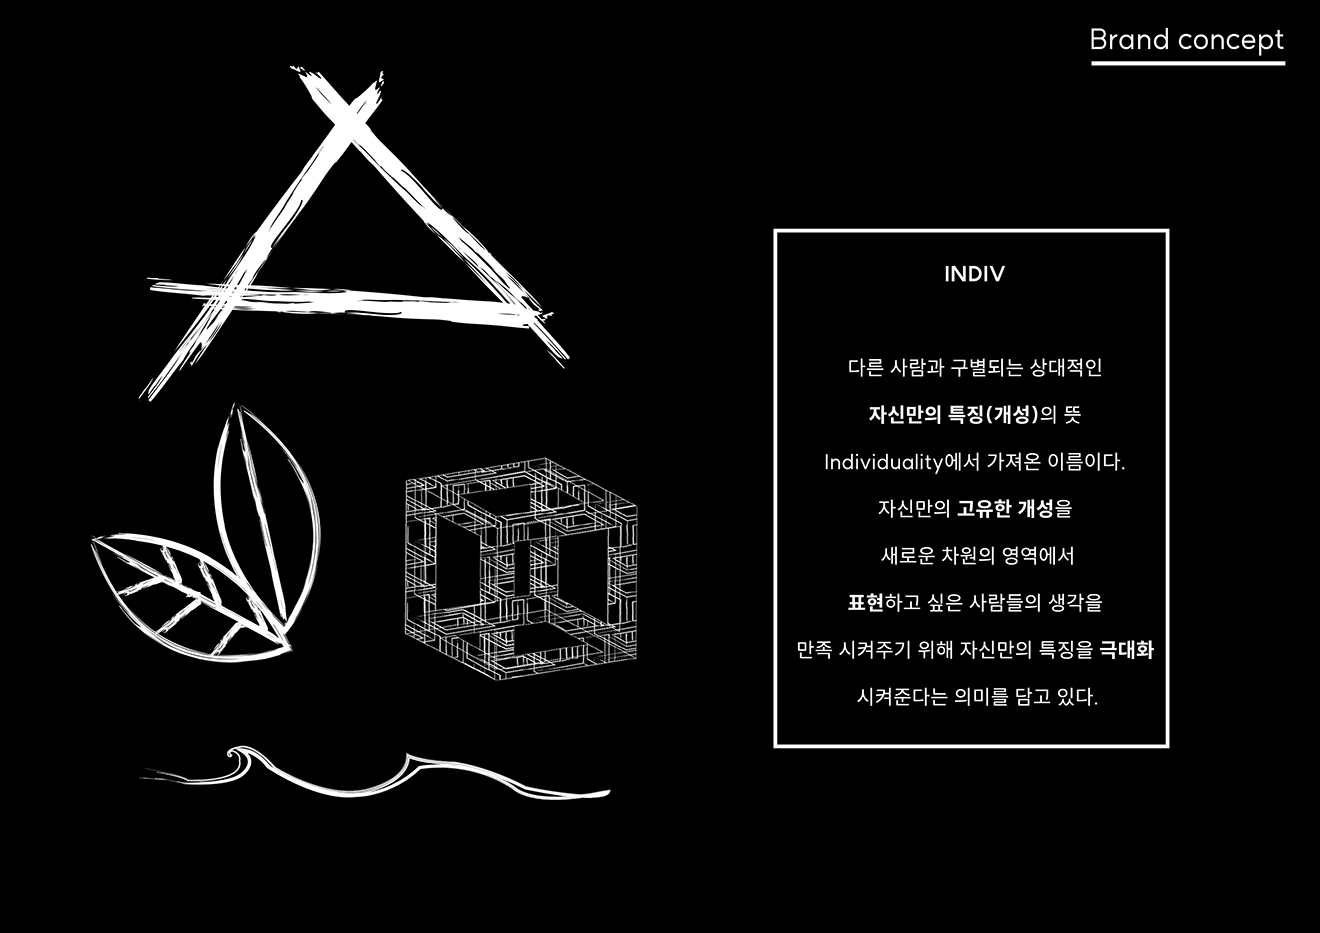 Brand concept
INDIV
다른 사람과 구별되는 상대적인
자신만의 특징(개성)의 뜻
Individuality에서 가져온 이름이다.
자신만의 고유한 개성을
새로운 차원의 영역에서
표현하고 싶은 사람들의 생각을
만족 시켜주기 위해 자신만의 특징을 극대화
시켜준다는 의미를 담고 있다.